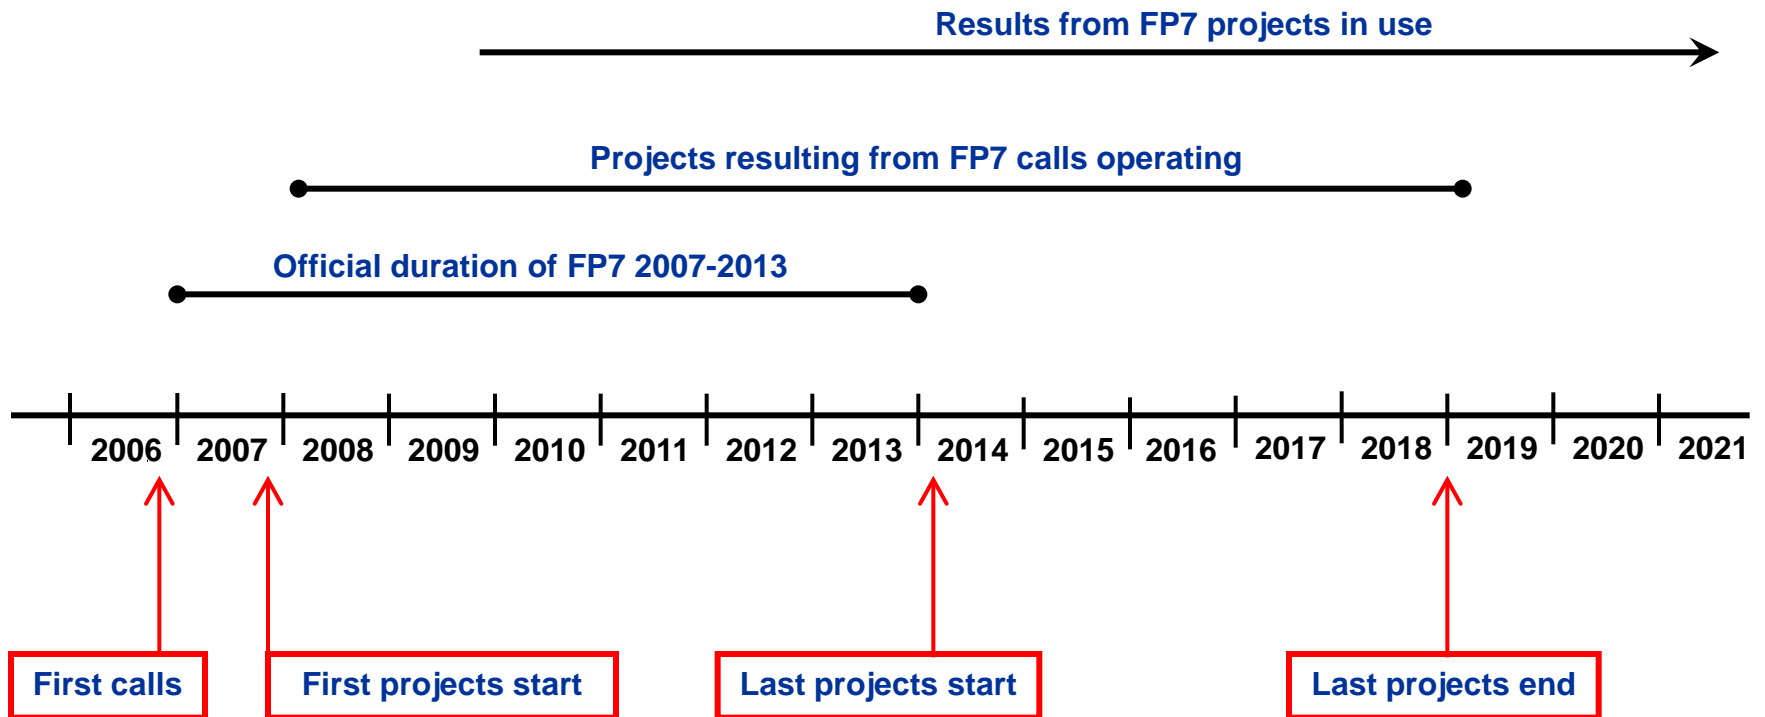 Results from FP7 projects in use
Projects resulting from FP7 calls operating
Official duration of FP7 2007-2013
2006 2007 2008 2009 2010 2011 2012 2013 2014 2015 2016 2017 2018 2019 2020 2021
First calls First projects start Last projects start Last projects end